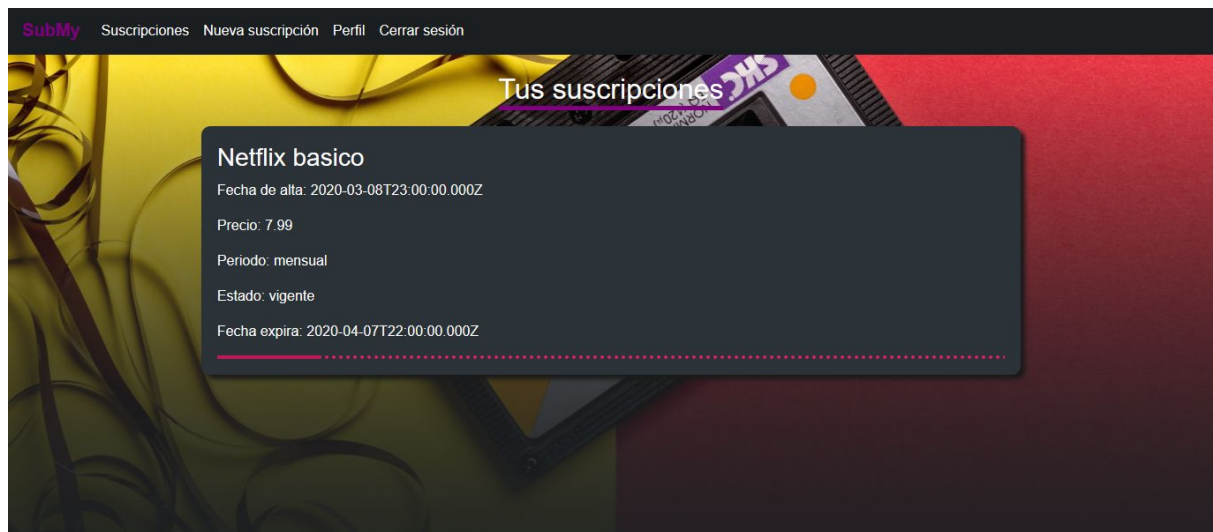 SubMy Suscripciones Nueva suscripción Perfil Cerrar sesión
Tus suscripciones
SHC
Netflix basico
Fecha de alta: 2020-03-08T23:00:00.000Z
Precio: 7.99
Periodo: mensual
Estado: vigente
Fecha expira: 2020-04-07T22:00:00.000Z